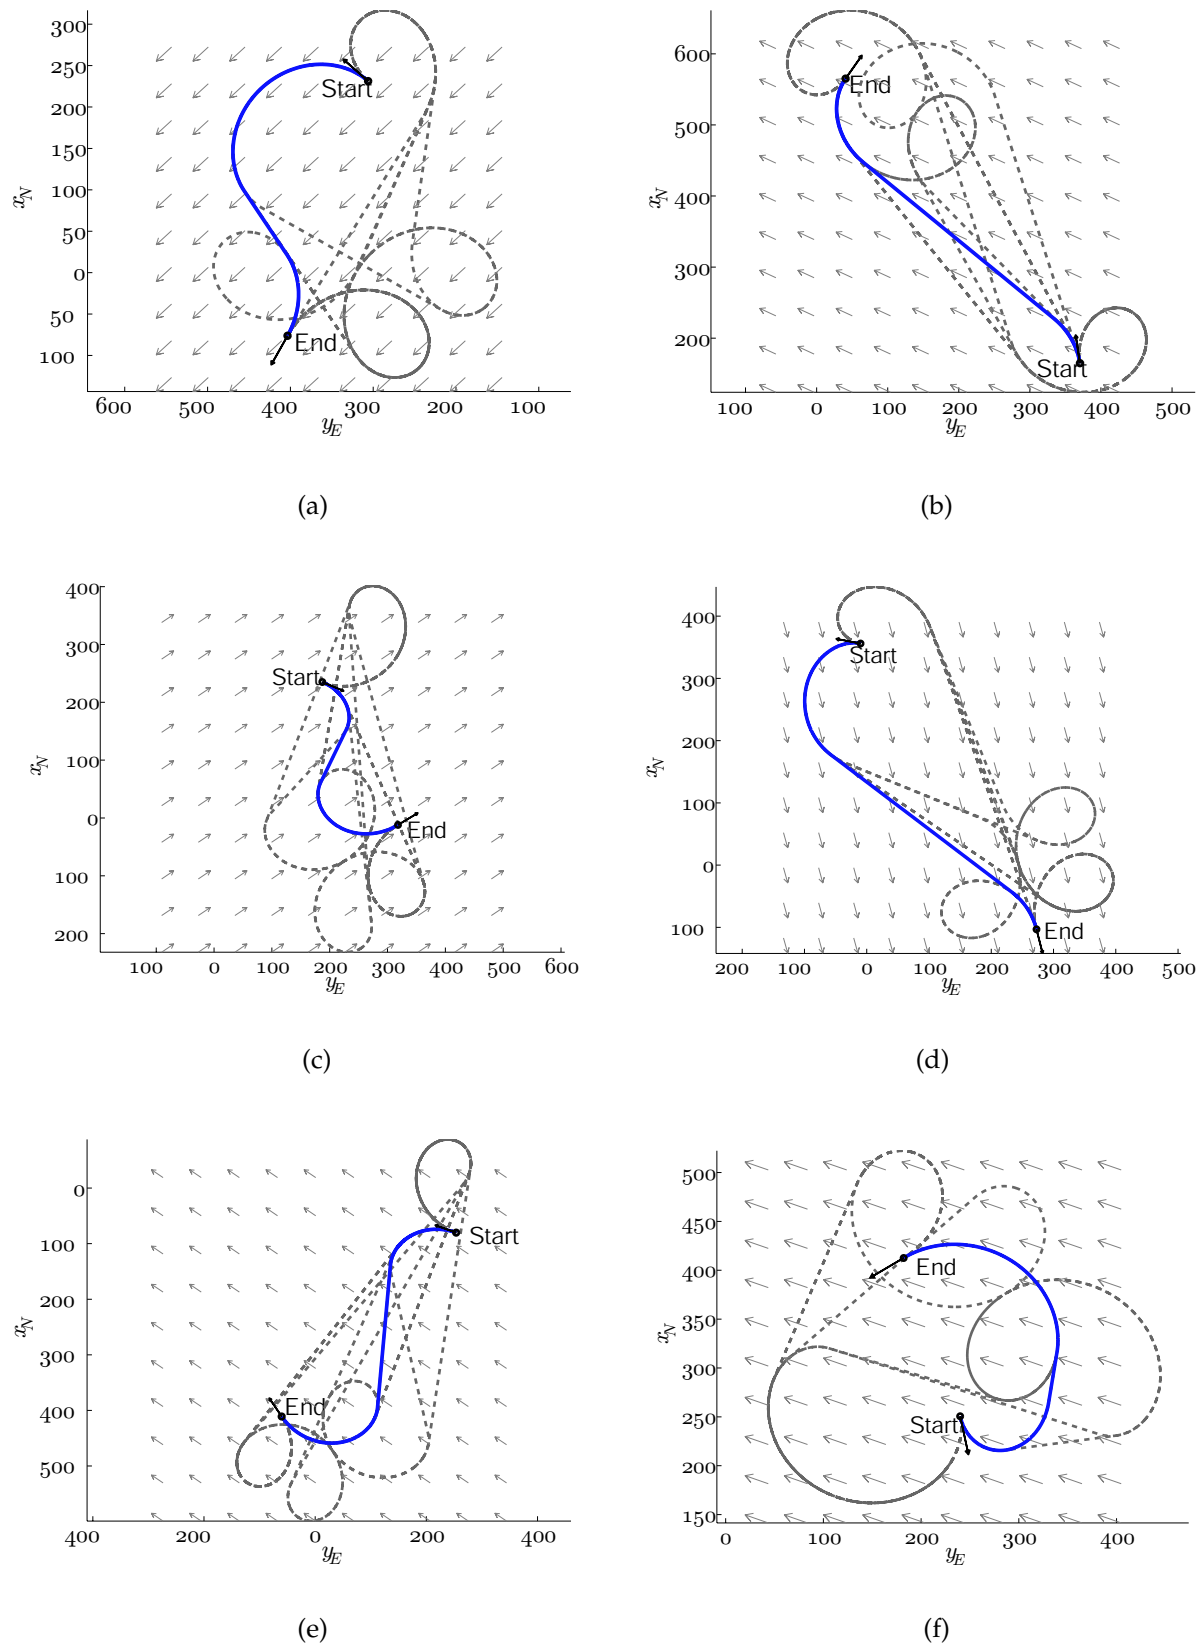 300
250
200
150
100
50
0
50
100
600 500 400 300 200 100
x_N
y_E
Start
End
(a)
600
500
400
300
200
100 0 100 200 300 400 500
x_N
y_E
End
Start
(b)
400
300
200
100
0
100
200
100 0 100 200 300 400 500 600
x_N
y_E
Start
End
(c)
400
300
200
100
0
100
200 100 0 100 200 300 400 500
x_N
y_E
Start
End
(d)
0
100
200
300
400
500
400 200 0 200 400
x_N
y_E
Start
End
(e)
500
450
400
350
300
250
200
150
0 100 200 300 400
x_N
y_E
End
Start
(f)